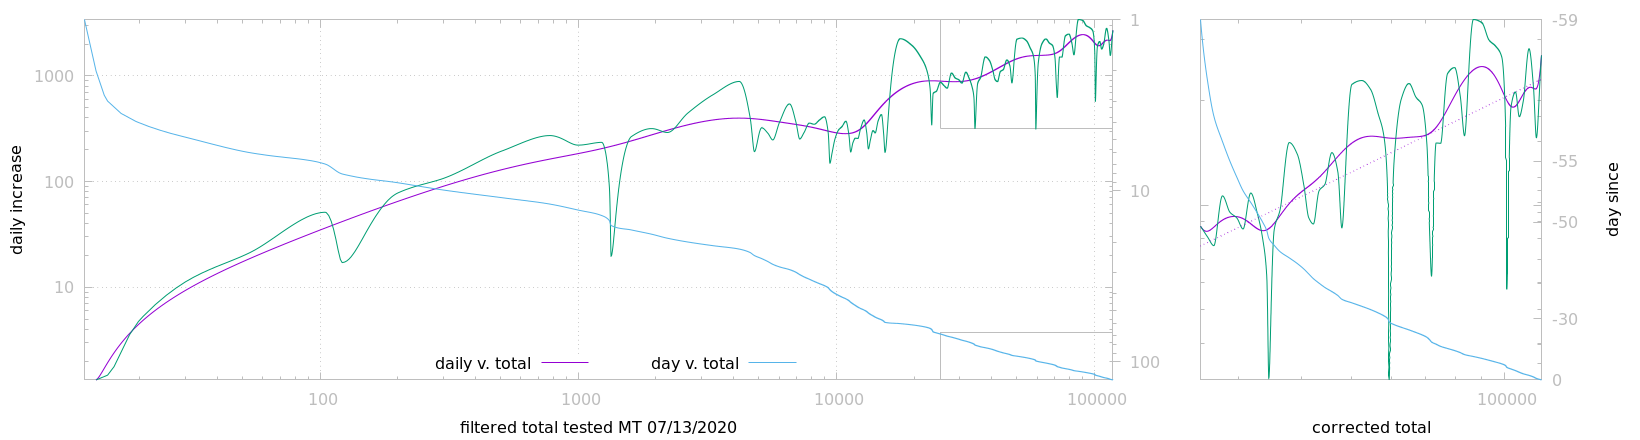 daily increase
1000
100
10
100
1000
10000
100000
1
10
100
daily v. total
day v. total
filtered total tested MT 07/13/2020
-59
-55
-50
-30
0
day since
100000
corrected total